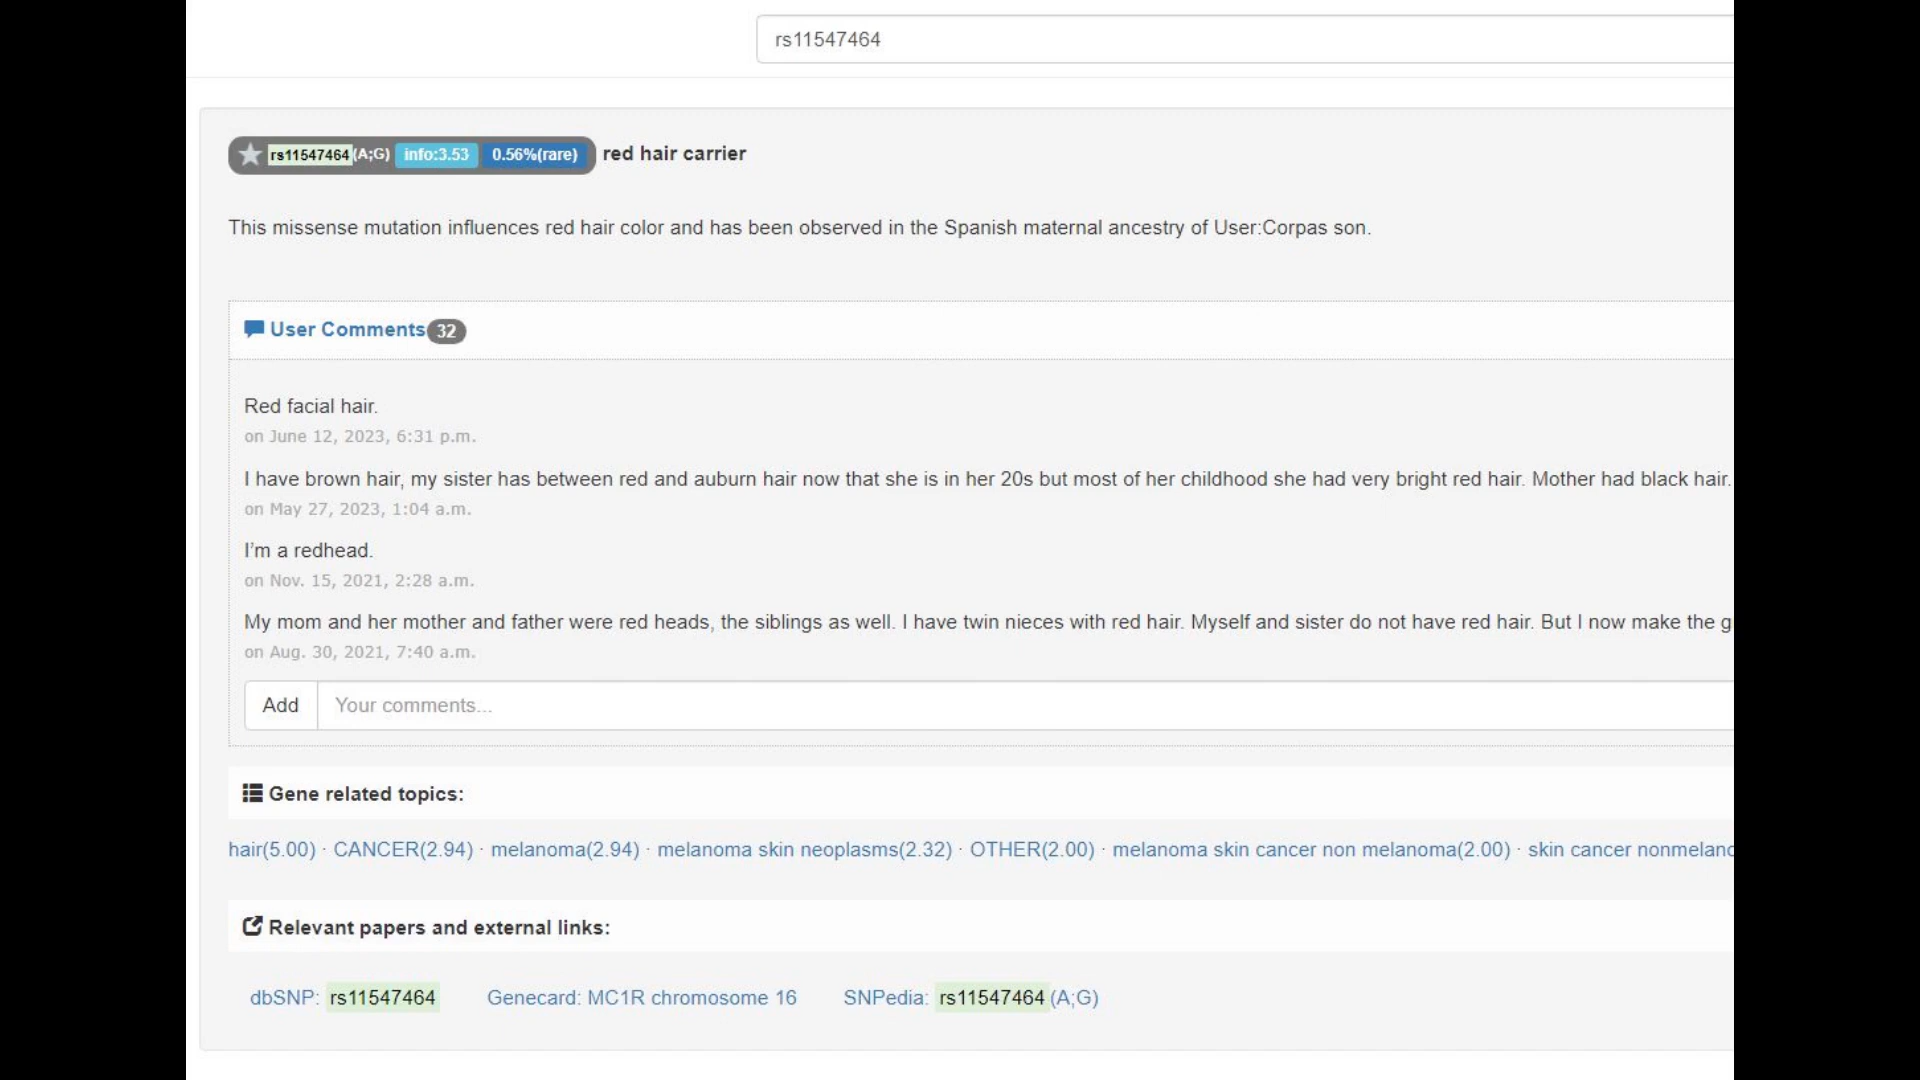 rs11547464
rs11547464(A;G) info:3.53 0.56%(rare) red hair carrier
This missense mutation influences red hair color and has been observed in the Spanish maternal ancestry of User:Corpas son.
User Comments 32
Red facial hair.
on June 12, 2023, 6:31 p.m.
I have brown hair, my sister has between red and auburn hair now that she is in her 20s but most of her childhood she had very bright red hair. Mother had black hair.
on May 27, 2023, 1:04 a.m.
I'm a redhead.
on Nov. 15, 2021, 2:28 a.m.
My mom and her mother and father were red heads, the siblings as well. I have twin nieces with red hair. Myself and sister do not have red hair. But I now make the g
on Aug. 30, 2021, 7:40 a.m.
Add Your comments...
Gene related topics:
hair(5.00) · CANCER(2.94) · melanoma(2.94) · melanoma skin neoplasms(2.32) · OTHER(2.00) · melanoma skin cancer non melanoma(2.00) · skin cancer nonmelano
Relevant papers and external links:
dbSNP: rs11547464 Genecard: MC1R chromosome 16 SNPedia: rs11547464 (A;G)